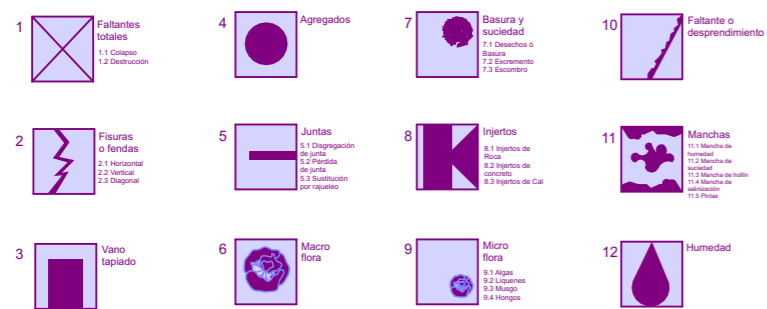 1
Faltantes
totales
1.1 Colapso
1.2 Destrucción
2
Fisuras
o fendas
2.1 Horizontal
2.2 Vertical
2.3 Diagonal
3
Vano
tapiado
4
Agregados
5
Juntas
5.1 Disgregación
de junta
5.2 Pérdida
de junta
5.3 Sustitución
por rajueleo
6
Macro
flora
7
Basura y
suciedad
7.1 Desechos ó
Basura
7.2 Excremento
7.3 Escombro
8
Injertos
8.1 Injertos de
Roca
8.2 Injertos de
concreto
8.3 Injertos de Cal
9
Micro
flora
9.1 Algas
9.2 Líquenes
9.3 Musgo
9.4 Hongos
10
Faltante o
desprendimiento
11
Manchas
11.1 Mancha de
humedad
11.2 Mancha de
suciedad
11.3 Mancha de hollín
11.4 Mancha de
salinización
11.5 Pintas
12
Humedad